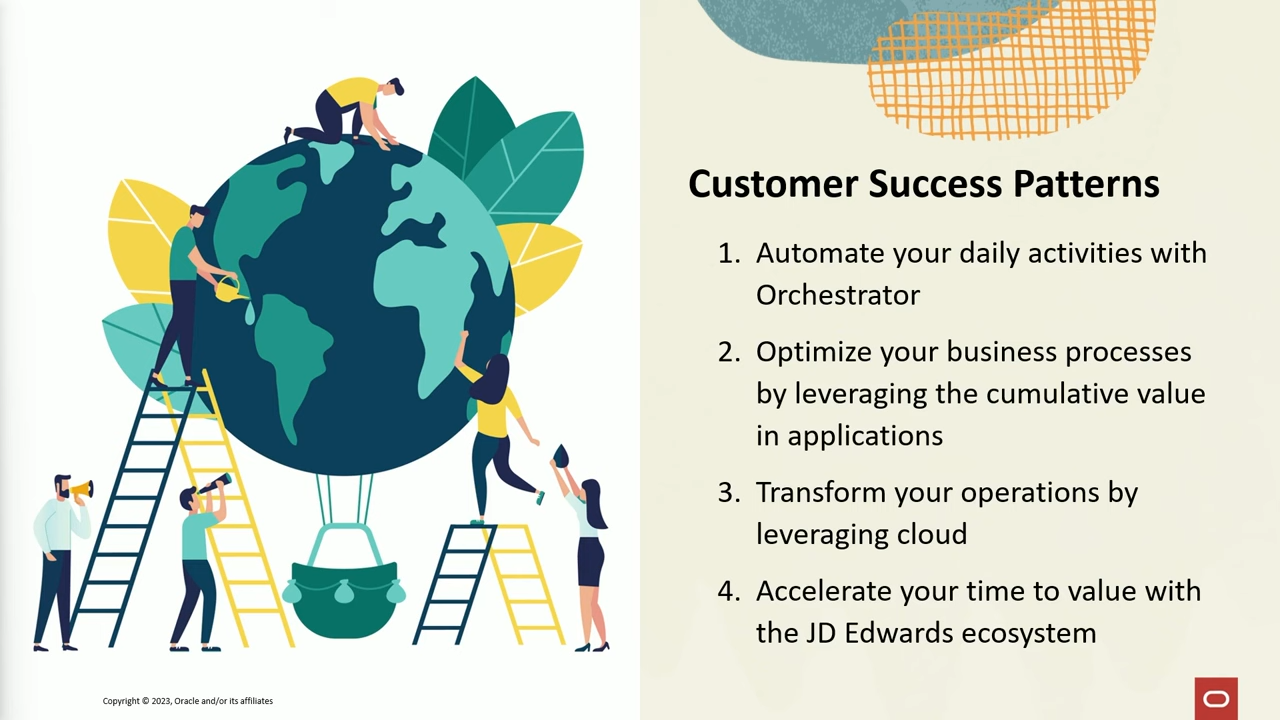 Customer Success Patterns
1. Automate your daily activities with
Orchestrator
2. Optimize your business processes
by leveraging the cumulative value
in applications
3. Transform your operations by
leveraging cloud
4. Accelerate your time to value with
the JD Edwards ecosystem
Copyright © 2023, Oracle and/or its affiliates